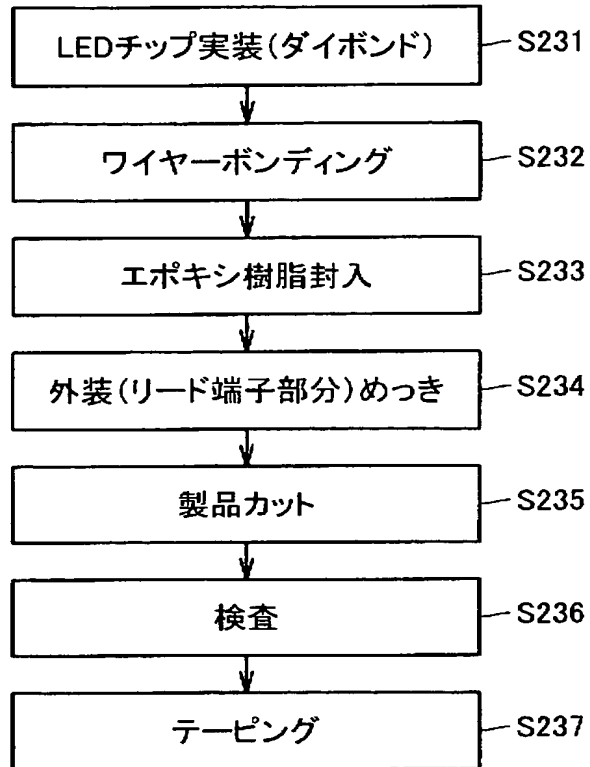 LEDチップ実装(ダイボンド) S231
ワイヤーボンディング S232
エポキシ樹脂封入 S233
外装(リード端子部分)めっき S234
製品カット S235
検査 S236
テーピング S237